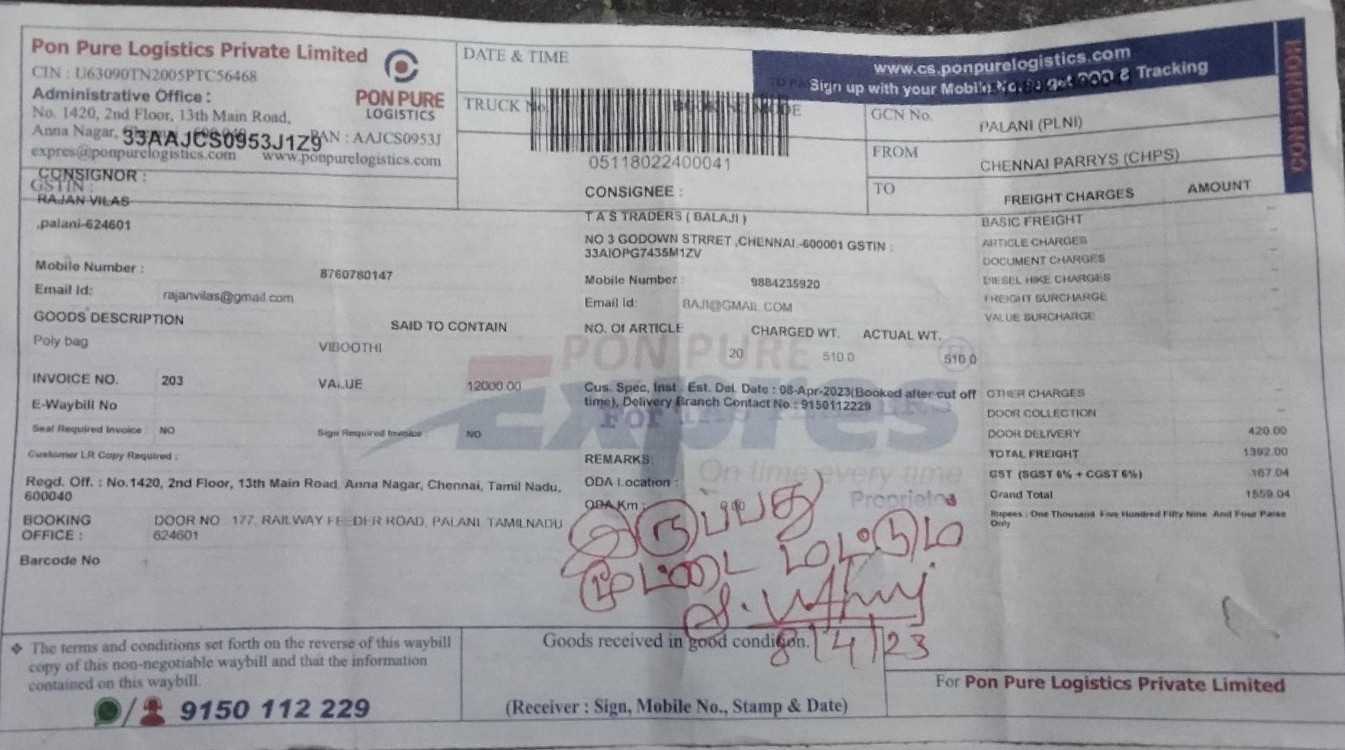 Pon Pure Logistics Private Limited
CIN : U63090TN2005PTC56468
Administrative Office :
No. 1420, 2nd Floor, 13th Main Road,
Anna Nagar,
PAN : AAJCS0953J
33AAJCS0953J1Z9
expres@ponpurelogistics.com www.ponpurelogistics.com
GSTIN :
PON PURE
LOGISTICS
DATE & TIME
TRUCK No.
05118022400041
www.cs.ponpurelogistics.com
Sign up with your Mobile No. Tracking
GCN No.
PALANI (PLNI)
FROM
CHENNAI PARRYS (CHPS)
TO
CONSIGNOR
CONSIGNOR :
RAJAN VILAS
,palani-624601
Mobile Number : 8760780147
Email Id: rajanvilas@gmail.com
GOODS DESCRIPTION SAID TO CONTAIN
Poly bag VIBOOTHI
INVOICE NO. 203 VALUE 12000.00
E-Waybill No
Seal Required Invoice : NO Sign Required Invoice : NO
Customer LR Copy Required :
Regd. Off. : No.1420, 2nd Floor, 13th Main Road, Anna Nagar, Chennai, Tamil Nadu,
600040
BOOKING OFFICE : DOOR NO 177, RAILWAY FEEDER ROAD, PALANI, TAMILNADU
624601
Barcode No
CONSIGNEE :
T A S TRADERS ( BALAJI )
NO 3 GODOWN STRRET ,CHENNAI.-600001 GSTIN :
33AIOPG7435M1ZV
Mobile Number : 9884235920
Email Id: BAJI@GMAIL.COM
NO. Of ARTICLE CHARGED WT. ACTUAL WT.
20 510.0 510.0
Cus. Spec, Inst : Est. Del. Date : 08-Apr-2023(Booked after cut off
time), Delivery Branch Contact No.: 9150112229
REMARKS:
ODA Location :
ODA Km : 0.00
PON PURE
Expres
On time every time
Proprietor
இருபது
மூட்டை மட்டும்
8/4/23
FREIGHT CHARGES AMOUNT
BASIC FREIGHT
ARTICLE CHARGES
DOCUMENT CHARGES
DIESEL HIKE CHARGES
FREIGHT SURCHARGE
VALUE SURCHARGE
OTHER CHARGES
DOOR COLLECTION
DOOR DELIVERY 420.00
TOTAL FREIGHT 1392.00
GST (SGST 6% + CGST 6%) 167.04
Grand Total 1559.04
Rupees : One Thousand Five Hundred Fifty Nine And Four Paise
Only
❖ The terms and conditions set forth on the reverse of this waybill
copy of this non-negotiable waybill and that the information
contained on this waybill.
9150 112 229
Goods received in good condition.
(Receiver : Sign, Mobile No., Stamp & Date)
For Pon Pure Logistics Private Limited